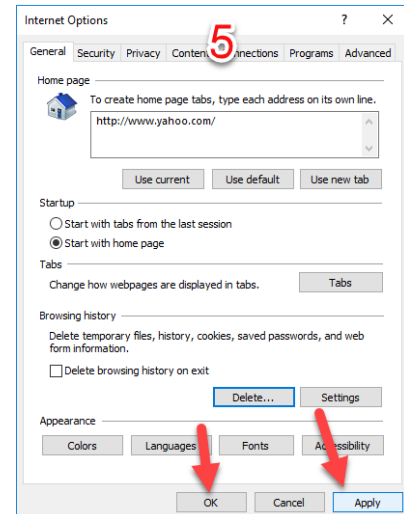 Internet Options ? ×
General Security Privacy Content Connections Programs Advanced
5
Home page
To create home page tabs, type each address on its own line.
http://www.yahoo.com/
Use current Use default Use new tab
Startup
Start with tabs from the last session
Start with home page
Tabs
Change how webpages are displayed in tabs. Tabs
Browsing history
Delete temporary files, history, cookies, saved passwords, and web
form information.
Delete browsing history on exit
Delete... Settings
Appearance
Colors Languages Fonts Accessibility
OK Cancel Apply